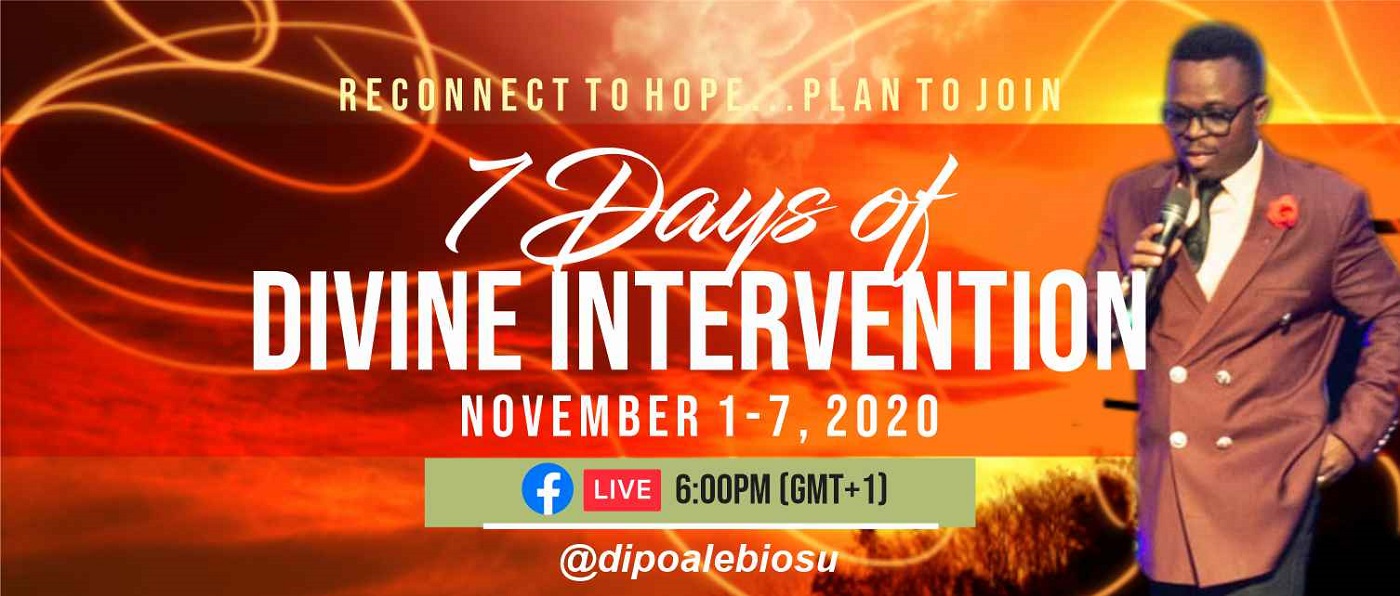 RECONNECT TO HOPE...PLAN TO JOIN
7 Days of
DIVINE INTERVENTION
NOVEMBER 1-7, 2020
f LIVE 6:00PM (GMT+1)
@dipoalebiosu